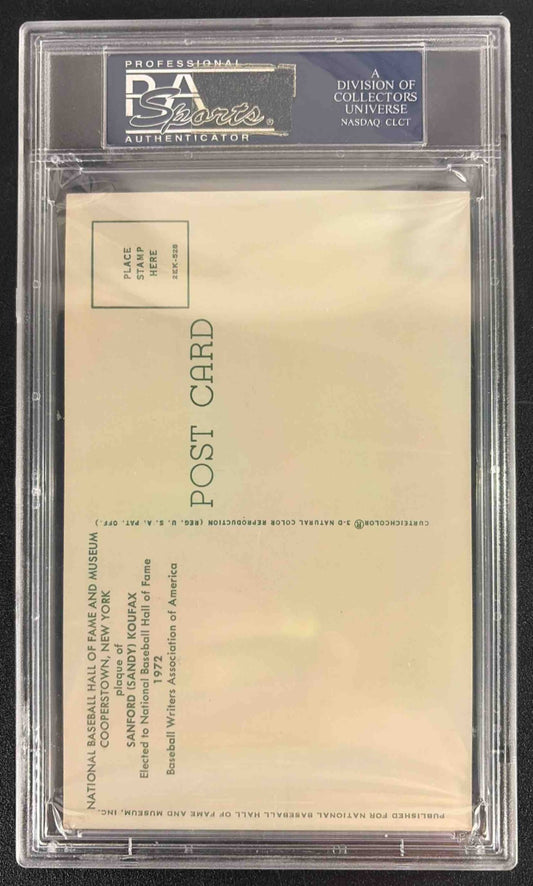 PROFESSIONAL
PSA
Sports®
AUTHENTICATOR
A
DIVISION OF
COLLECTORS
UNIVERSE
NASDAQ CLCT
NATIONAL BASEBALL HALL OF FAME AND MUSEUM
COOPERSTOWN, NEW YORK
plaque of
SANFORD (SANDY) KOUFAX
Elected to National Baseball Hall of Fame
1972
Baseball Writers Association of America
POST CARD
PLACE
STAMP
HERE
2EK-528
CURTEICHCOLOR® 3-D NATURAL COLOR REPRODUCTION (REG. U. S. A. PAT. OFF.)
PUBLISHED FOR NATIONAL BASEBALL HALL OF FAME AND MUSEUM, INC.